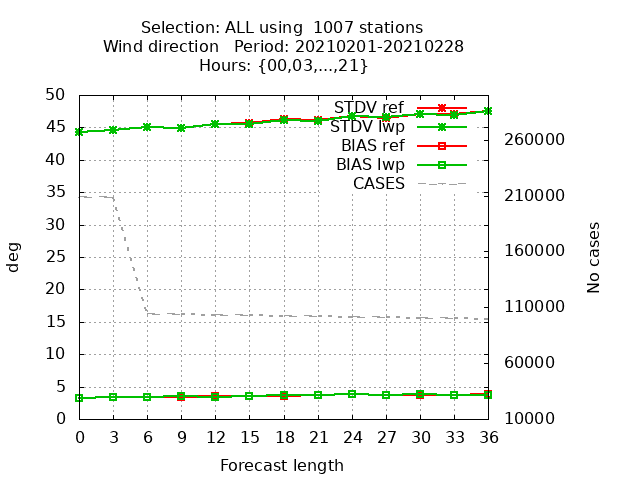 Selection: ALL using  1007 stations
Wind direction   Period: 20210201-20210228
Hours: {00,03,...,21}
STDV ref
STDV lwp
BIAS ref
BIAS lwp
CASES
50
45
40
35
30
25
20
15
10
5
0
deg
260000
210000
160000
110000
60000
10000
No cases
0 3 6 9 12 15 18 21 24 27 30 33 36
Forecast length